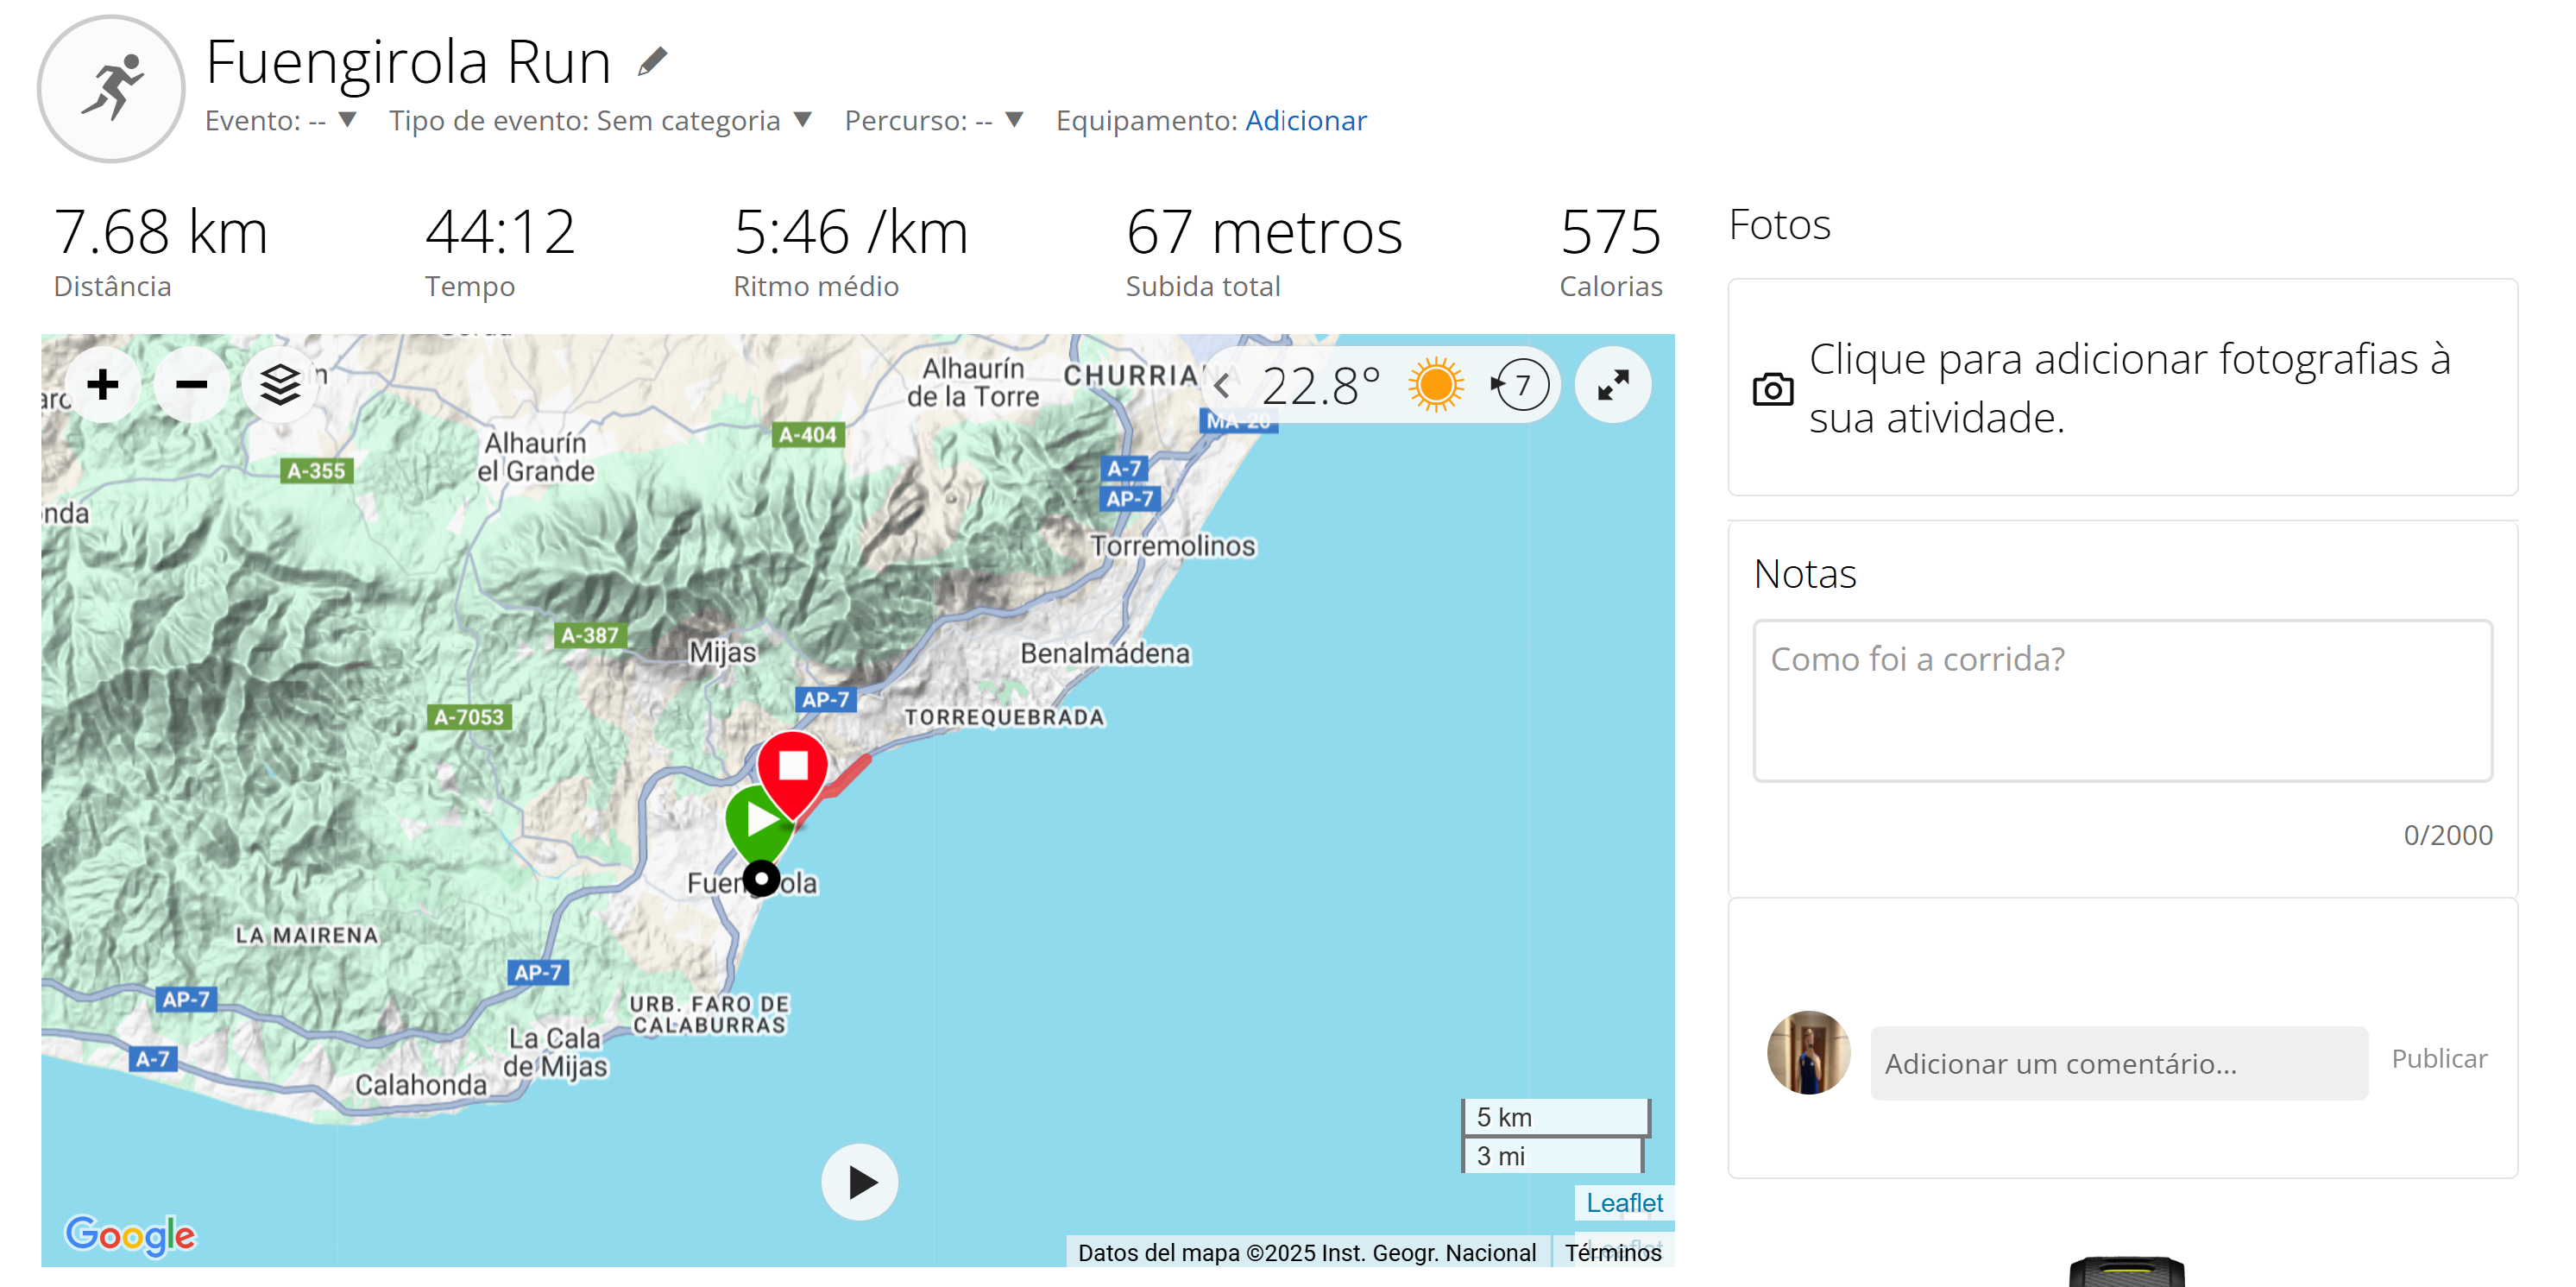 Fuengirola Run
Evento: -- ▼ Tipo de evento: Sem categoria ▼ Percurso: -- ▼ Equipamento: Adicionar
7.68 km 44:12 5:46 /km 67 metros 575
Distância Tempo Ritmo médio Subida total Calorias
Alhaurín
de la Torre
22.8° 7
MA-20
A-404
Alhaurín
el Grande
A-355
A-7
AP-7
Torremolinos
A-387
Mijas
Benalmádena
AP-7
A-7053
TORREQUEBRADA
LA MAIRENA
AP-7
AP-7
URB. FARO DE
CALABURRAS
La Cala
de Mijas
A-7
Calahonda
5 km
3 mi
Leaflet
Google
Datos del mapa ©2025 Inst. Geogr. Nacional Términos
Fotos
Clique para adicionar fotografias à
sua atividade.
Notas
Como foi a corrida?
0/2000
Adicionar um comentário...
Publicar